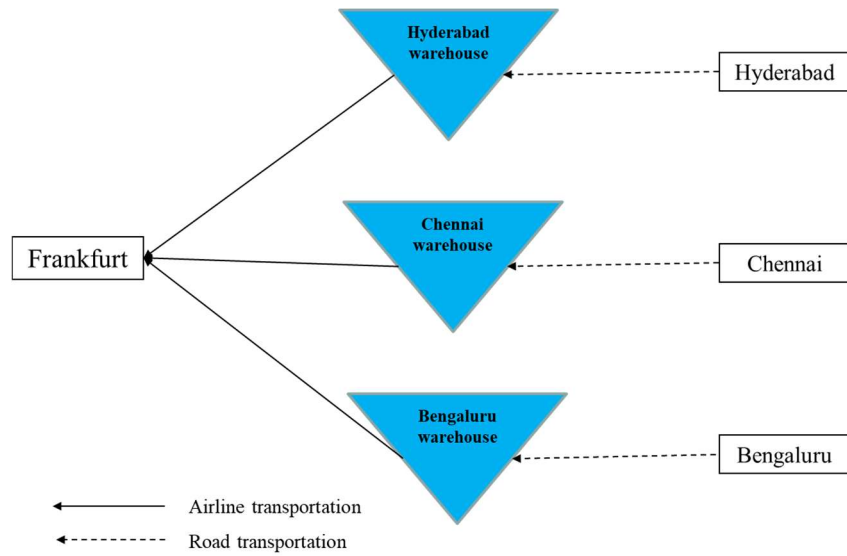 Hyderabad
warehouse
Hyderabad
Chennai
warehouse
Frankfurt
Chennai
Bengaluru
warehouse
Bengaluru
Airline transportation
Road transportation